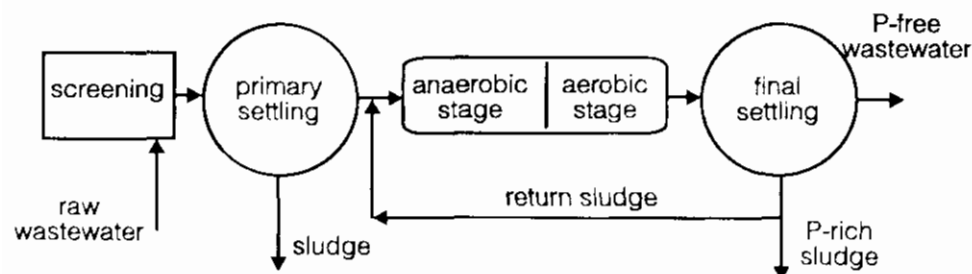 P-free
wastewater
screening
primary
settling
anaerobic
stage
aerobic
stage
final
settling
raw
wastewater
sludge
return sludge
P-rich
sludge